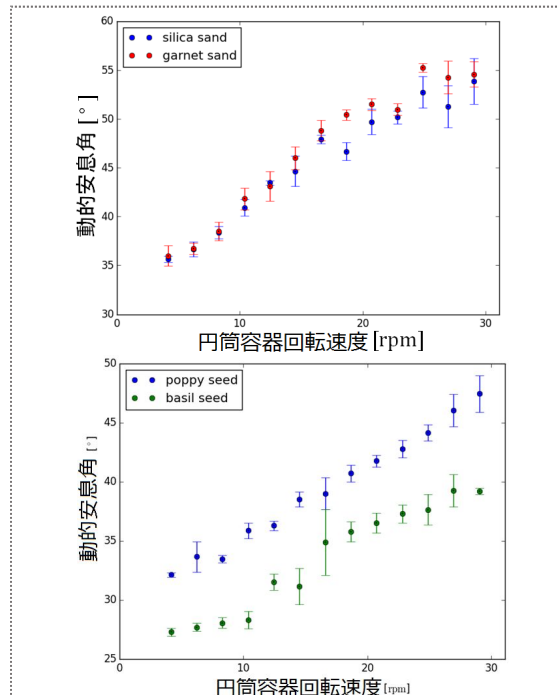 60
silica sand
garnet sand
55
50
45
40
35
30
0
10
20
30
動的安息角[°]
円筒容器回転速度[rpm]
50
poppy seed
basil seed
45
40
35
30
25
0
10
20
30
動的安息角[°]
円筒容器回転速度[rpm]